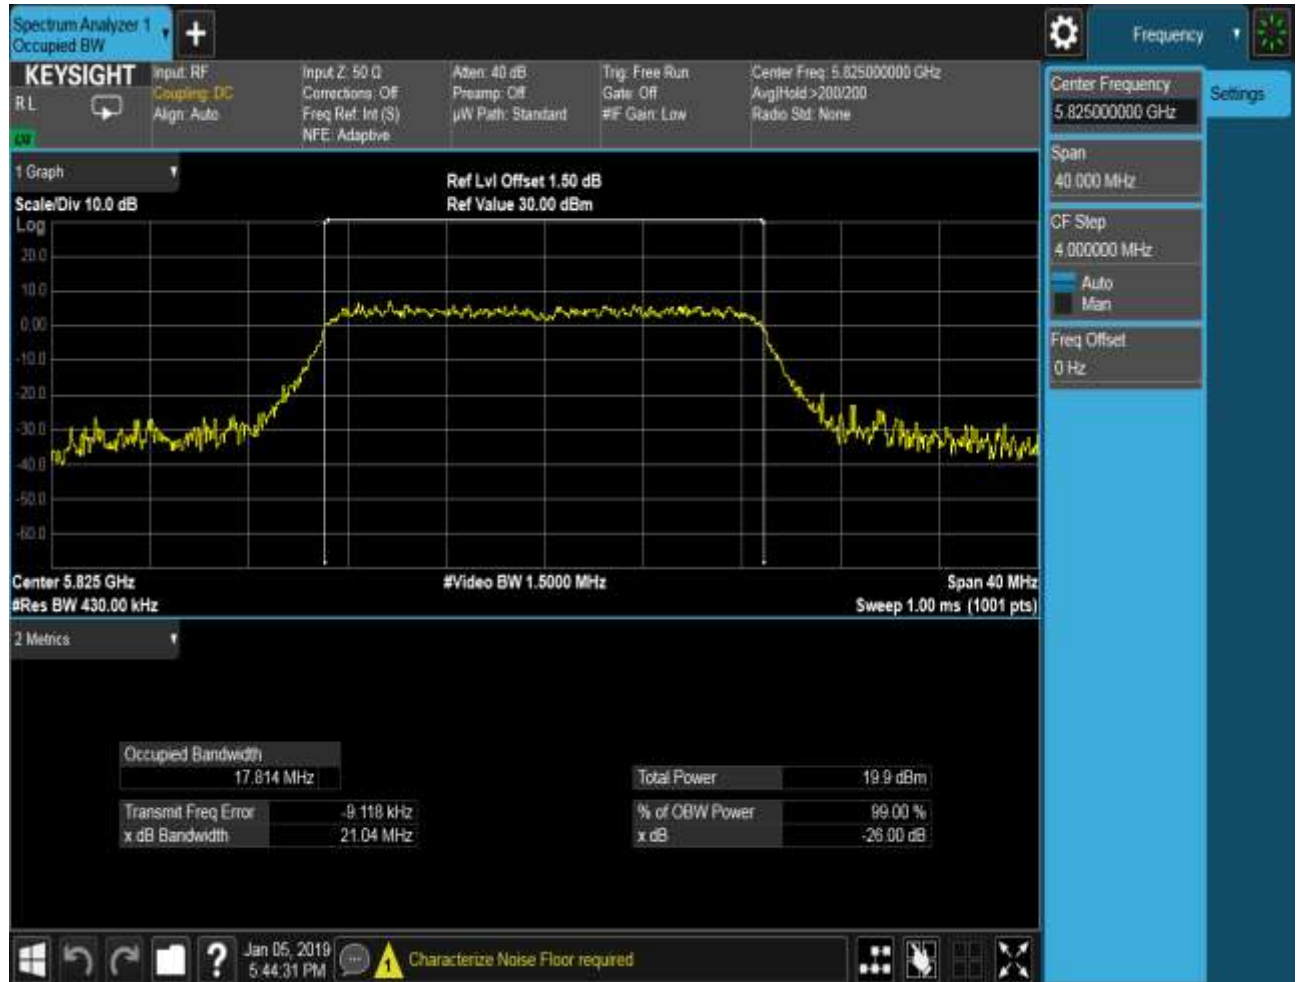 Spectrum Analyzer 1
Occupied BW
+
Frequency
KEYSIGHT
RL
Input: RF
Coupling: DC
Align: Auto
Input Z: 50 Ω
Corrections: Off
Freq Ref: Int (S)
NFE: Adaptive
Atten: 40 dB
Preamp: Off
µW Path: Standard
Trig: Free Run
Gate: Off
#IF Gain: Low
Center Freq: 5.825000000 GHz
Avg|Hold:>200/200
Radio Std: None
Center Frequency
5.825000000 GHz
Settings
Span
40.000 MHz
CF Step
4.000000 MHz
Auto
Man
Freq Offset
0 Hz
1 Graph
Scale/Div 10.0 dB
Ref Lvl Offset 1.50 dB
Ref Value 30.00 dBm
Log
20.0
10.0
0.00
-10.0
-20.0
-30.0
-40.0
-50.0
-60.0
Center 5.825 GHz
#Video BW 1.5000 MHz
Span 40 MHz
#Res BW 430.00 kHz
Sweep 1.00 ms (1001 pts)
2 Metrics
Occupied Bandwidth
17.814 MHz
Total Power 19.9 dBm
Transmit Freq Error -9.118 kHz
% of OBW Power 99.00 %
x dB Bandwidth 21.04 MHz
x dB -26.00 dB
?
Jan 05, 2019
5:44:31 PM
1
Characterize Noise Floor required